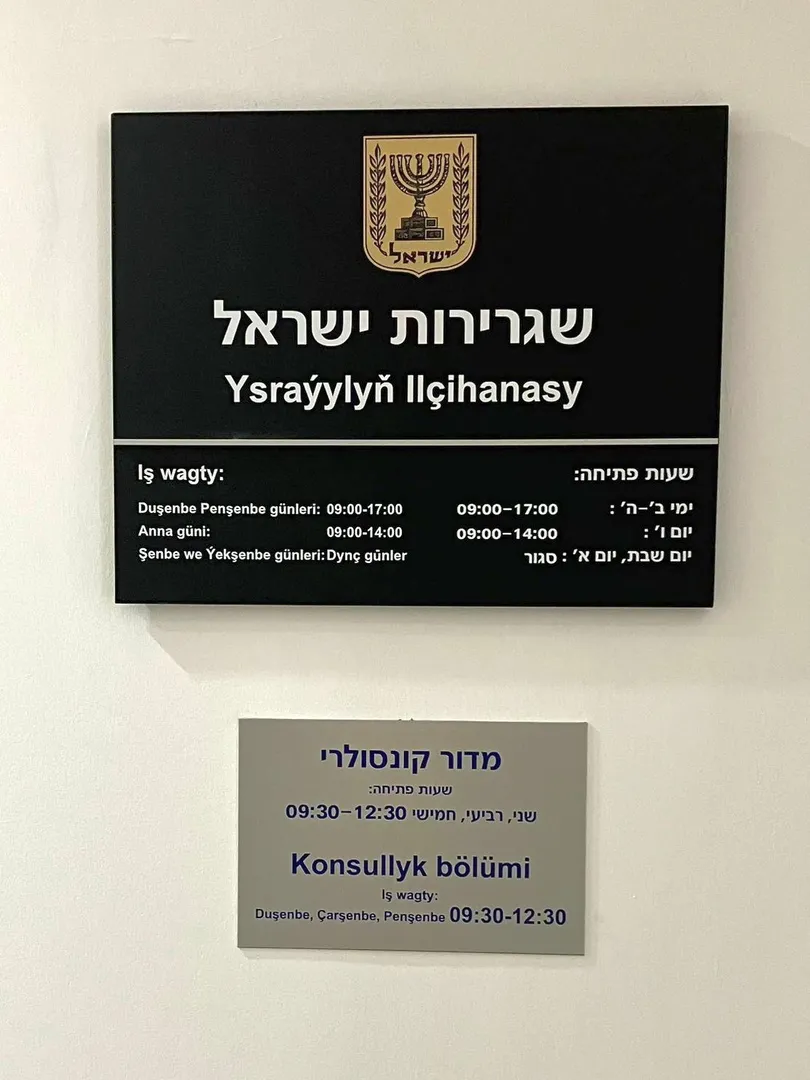 ישראל
שגרירות ישראל
Ysraýylyň Ilçihanasy
Iş wagty:
Duşenbe Penşenbe günleri: 09:00-17:00
Anna güni: 09:00-14:00
Şenbe we Ýekşenbe günleri: Dynç günler
שעות פתיחה:
ימי ב'-ה': 09:00-17:00
יום ו': 09:00-14:00
יום שבת, יום א': סגור
מדור קונסולרי
שעות פתיחה:
שני, רביעי, חמישי 09:30-12:30
Konsullyk bölümi
Iş wagty:
Duşenbe, Çarşenbe, Penşenbe 09:30-12:30